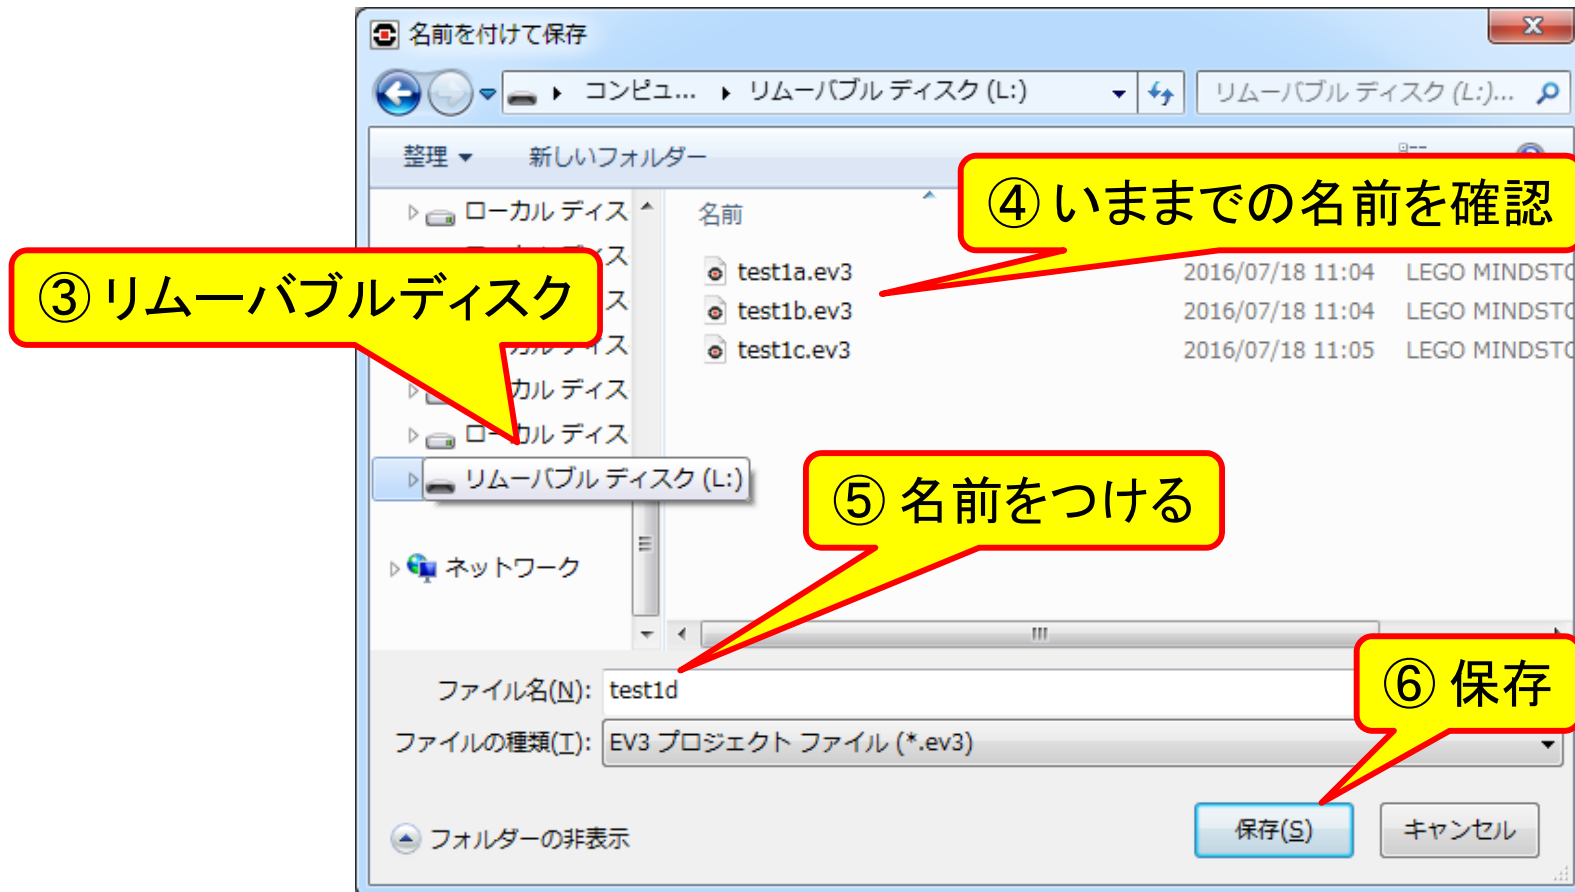 名前を付けて保存
コンピュ... リムーバブル ディスク (L:)
リムーバブル ディスク (L:)...
整理
新しいフォルダー
④ いままでの名前を確認
ローカル ディス
名前
③ リムーバブルディスク
test1a.ev3 2016/07/18 11:04 LEGO MINDSTO
test1b.ev3 2016/07/18 11:04 LEGO MINDSTO
test1c.ev3 2016/07/18 11:05 LEGO MINDSTO
カル ディス
ローカル ディス
リムーバブル ディスク (L:)
⑤ 名前をつける
ネットワーク
ファイル名(N): test1d
⑥ 保存
ファイルの種類(T): EV3 プロジェクト ファイル (*.ev3)
フォルダーの非表示
保存(S)
キャンセル